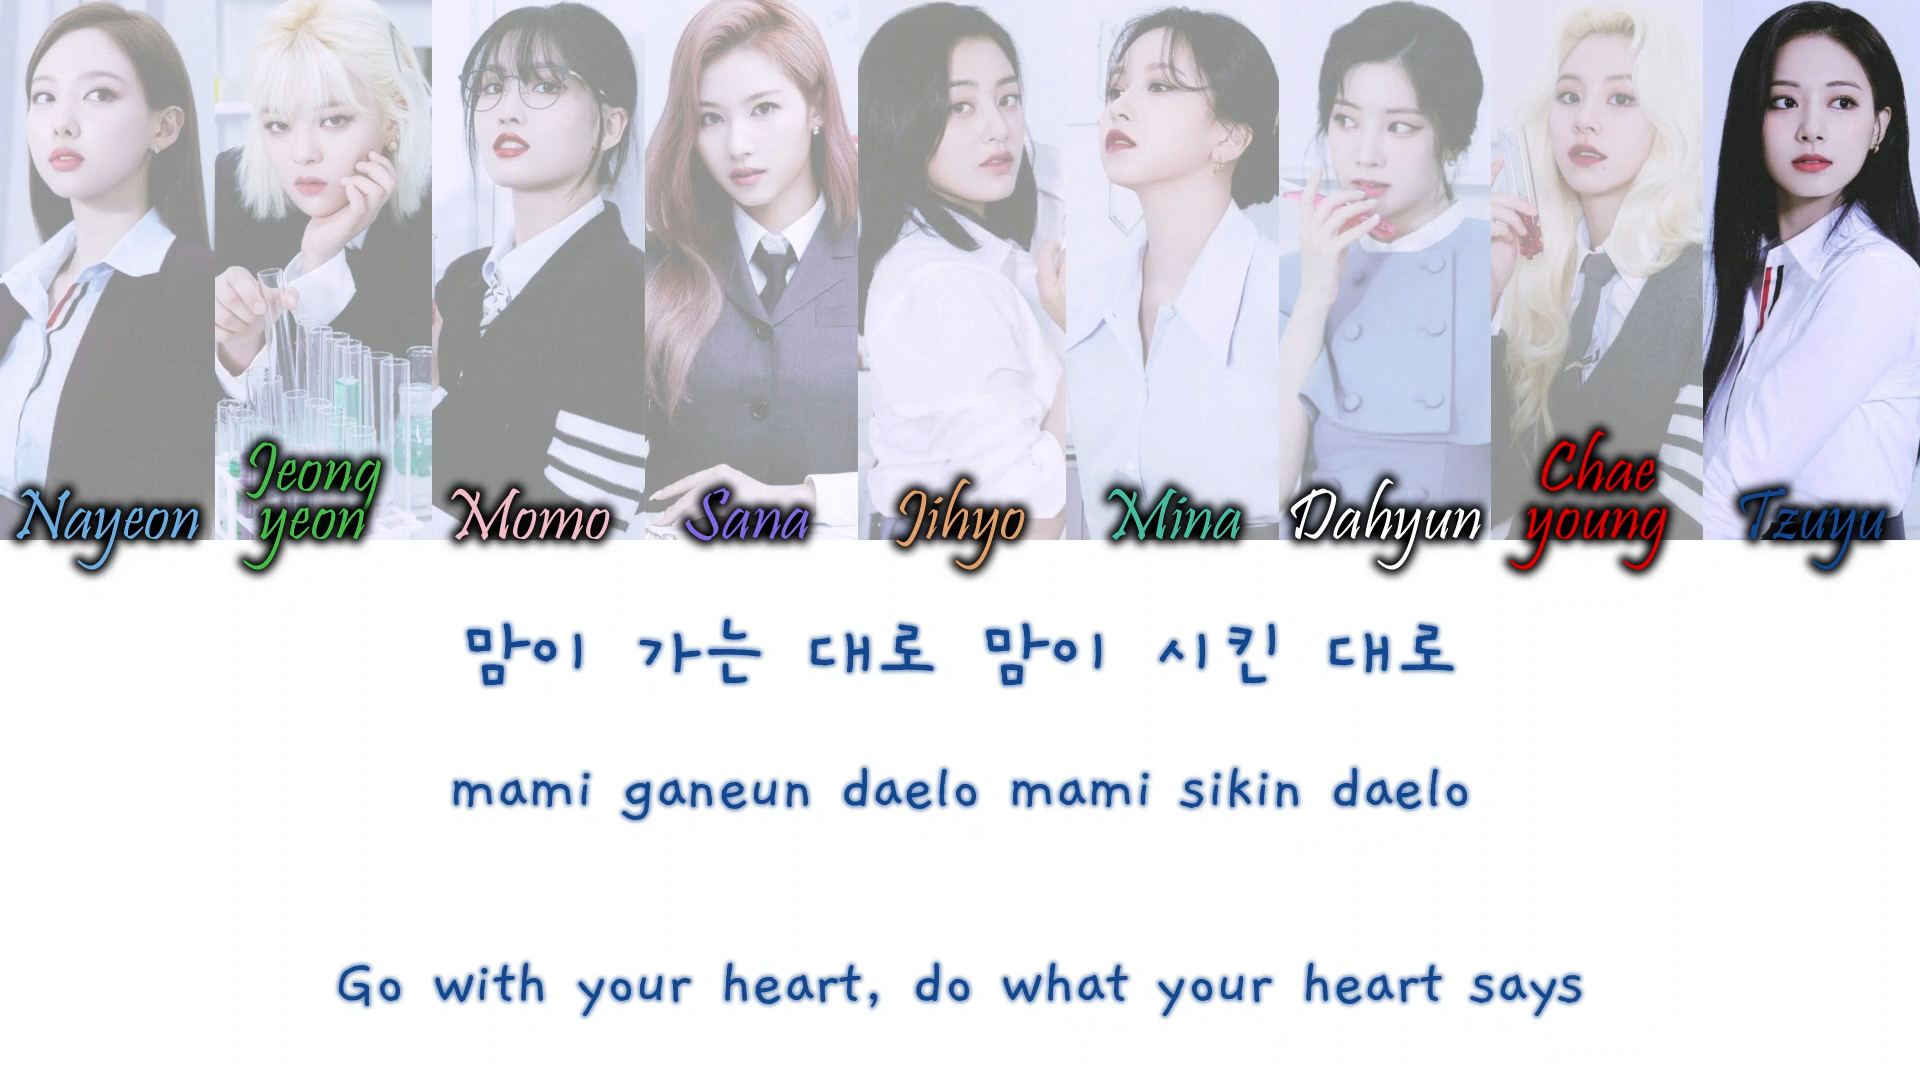 Nayeon
Jeong
yeon
Momo
Sana
Jihyo
Mina
Dahyun
Chae
young
Tzuyu
맘이 가는 대로 맘이 시킨 대로
mami ganeun daelo mami sikin daelo
Go with your heart, do what your heart says